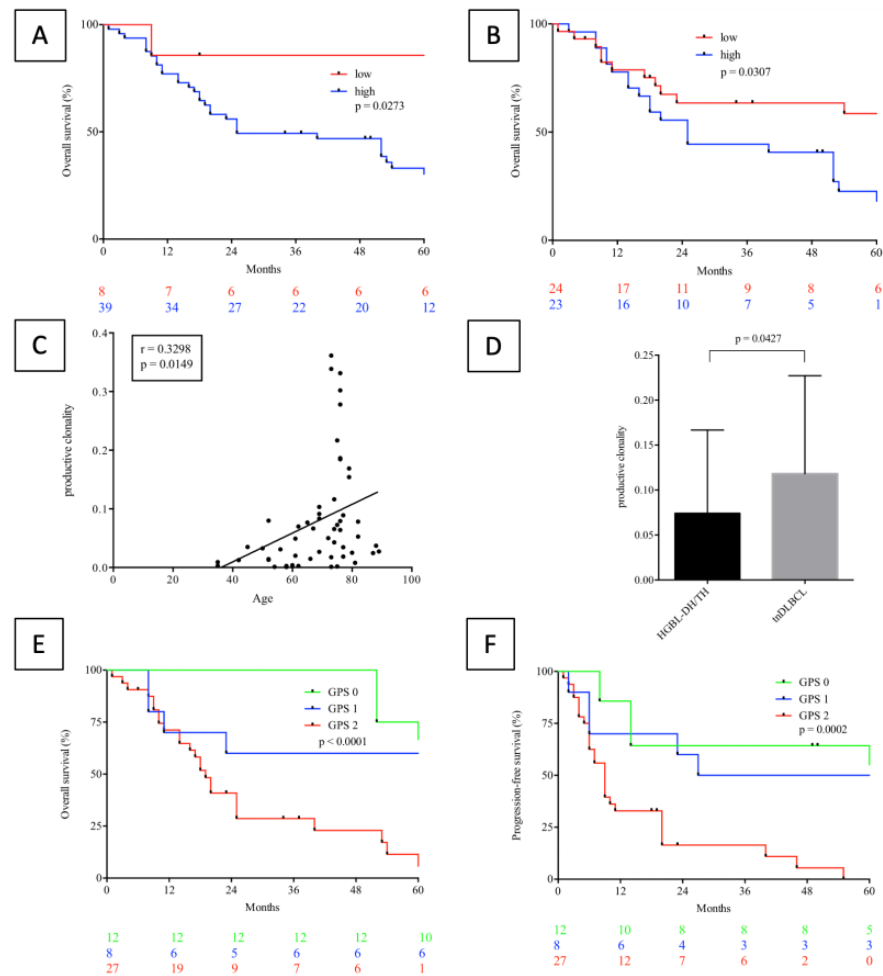 A
100
50
0
Overall survival (%)
low
high
p = 0.0273
0 12 24 36 48 60
Months
8 7 6 6 6 6
39 34 27 22 20 12
B
100
50
0
Overall survival (%)
low
high
p = 0.0307
0 12 24 36 48 60
Months
24 17 11 9 8 6
23 16 10 7 5 1
C
0.4
0.3
0.2
0.1
0.0
productive clonality
r = 0.3298
p = 0.0149
0 20 40 60 80 100
Age
D
p = 0.0427
0.25
0.20
0.15
0.10
0.05
0.00
productive clonality
HGBL-DH/TH
tnDLBCL
E
100
75
50
25
0
Overall survival (%)
GPS 0
GPS 1
GPS 2
p < 0.0001
0 12 24 36 48 60
Months
12 12 12 12 12 10
8 6 5 6 6 6
27 19 9 7 6 1
F
100
75
50
25
0
Progression-free survival (%)
GPS 0
GPS 1
GPS 2
p = 0.0002
0 12 24 36 48 60
Months
12 10 8 8 8 5
8 6 4 3 3 3
27 12 7 6 2 0